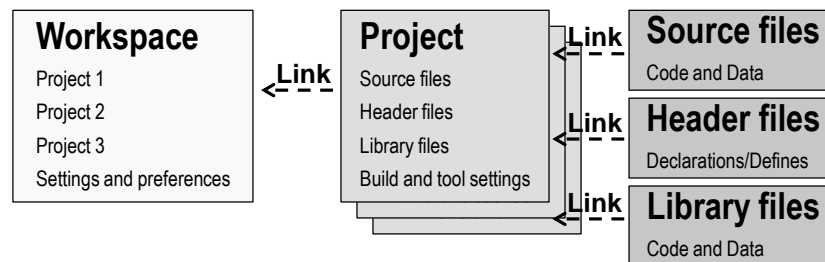 Workspace
Project 1
Project 2
Project 3
Settings and preferences
Link
Project
Source files
Header files
Library files
Build and tool settings
Link
Source files
Code and Data
Link
Header files
Declarations/Defines
Link
Library files
Code and Data